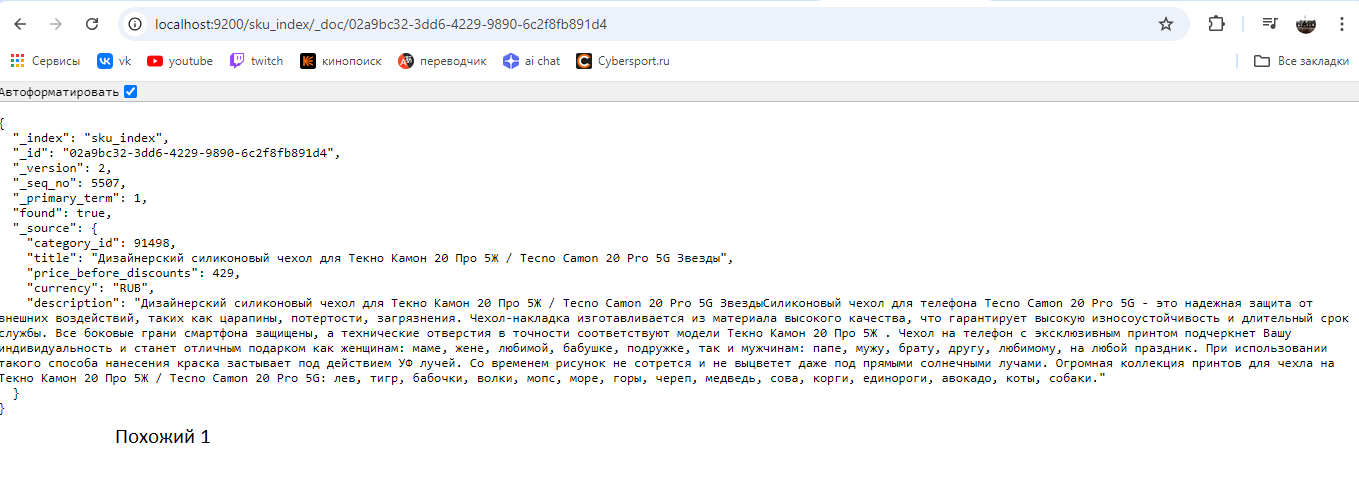 localhost:9200/sku_index/_doc/02a9bc32-3dd6-4229-9890-6c2f8fb891d4
Сервисы vk youtube twitch кинопоиск переводчик ai chat Cybersport.ru Все закладки
Автоформатировать
{
"_index": "sku_index",
"_id": "02a9bc32-3dd6-4229-9890-6c2f8fb891d4",
"_version": 2,
"_seq_no": 5507,
"_primary_term": 1,
"found": true,
"_source": {
"category_id": 91498,
"title": "Дизайнерский силиконовый чехол для Текно Камон 20 Про 5Ж / Tecno Camon 20 Pro 5G Звезды",
"price_before_discounts": 429,
"currency": "RUB",
"description": "Дизайнерский силиконовый чехол для Текно Камон 20 Про 5Ж / Tecno Camon 20 Pro 5G ЗвездыСиликоновый чехол для телефона Tecno Camon 20 Pro 5G - это надежная защита от
внешних воздействий, таких как царапины, потертости, загрязнения. Чехол-накладка изготавливается из материала высокого качества, что гарантирует высокую износоустойчивость и длительный срок
службы. Все боковые грани смартфона защищены, а технические отверстия в точности соответствуют модели Текно Камон 20 Про 5Ж . Чехол на телефон с эксклюзивным принтом подчеркнет Вашу
индивидуальность и станет отличным подарком как женщинам: маме, жене, любимой, бабушке, подружке, так и мужчинам: папе, мужу, брату, другу, любимому, на любой праздник. При использовании
такого способа нанесения краска застывает под действием УФ лучей. Со временем рисунок не сотрется и не выцветет даже под прямыми солнечными лучами. Огромная коллекция принтов для чехла на
Текно Камон 20 Про 5Ж / Tecno Camon 20 Pro 5G: лев, тигр, бабочки, волки, мопс, море, горы, череп, медведь, сова, корги, единороги, авокадо, коты, собаки."
}
}
Похожий 1